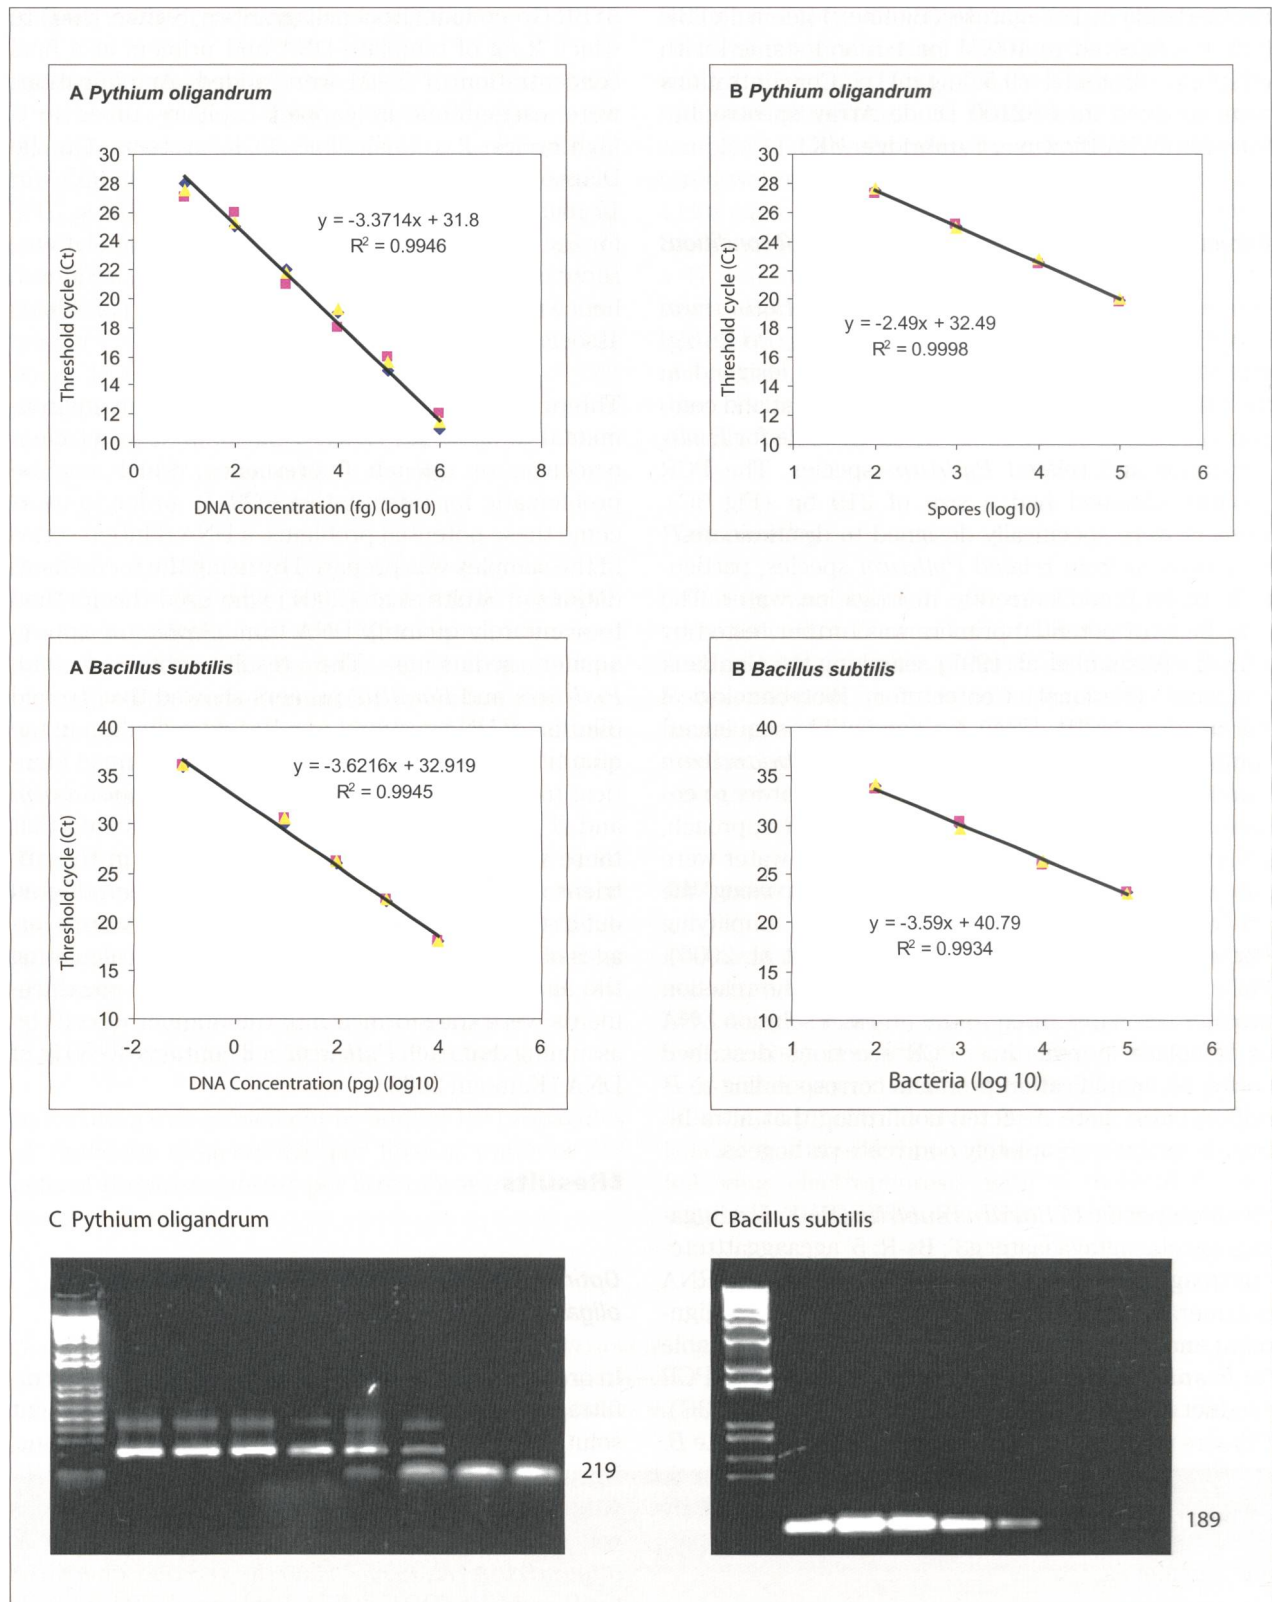 A Pythium oligandrum
30
28
26
24
22
20
18
16
14
12
10
Threshold cycle (Ct)
y = -3.3714x + 31.8
R² = 0.9946
0 2 4 6 8
DNA concentration (fg) (log10)
B Pythium oligandrum
30
28
26
24
22
20
18
16
14
12
10
Threshold cycle (Ct)
y = -2.49x + 32.49
R² = 0.9998
1 2 3 4 5 6
Spores (log10)
A Bacillus subtilis
40
35
30
25
20
15
10
Threshold cycle (Ct)
y = -3.6216x + 32.919
R² = 0.9945
-2 0 2 4 6
DNA Concentration (pg) (log10)
B Bacillus subtilis
40
35
30
25
20
15
10
y = -3.59x + 40.79
R² = 0.9934
1 2 3 4 5 6
Bacteria (log 10)
C Pythium oligandrum
219
C Bacillus subtilis
189